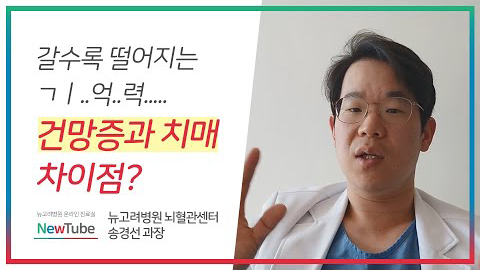 갈수록 떨어지는
ㄱㅣ..억..력.....
건망증과 치매
차이점?
뉴고려병원 온라인 진료실
NewTube
뉴고려병원 뇌혈관센터
송경선 과장